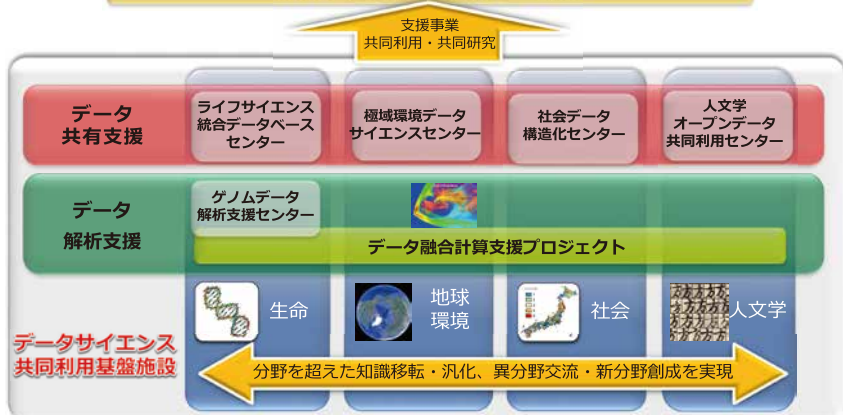 支援事業
共同利用・共同研究
データ
共有支援
ライフサイエンス
統合データベース
センター
極域環境データ
サイエンスセンター
社会データ
構造化センター
人文学
オープンデータ
共同利用センター
データ
解析支援
ゲノムデータ
解析支援センター
データ融合計算支援プロジェクト
生命
地球
環境
社会
人文学
データサイエンス
共同利用基盤施設
分野を超えた知識移転・汎化、異分野交流・新分野創成を実現